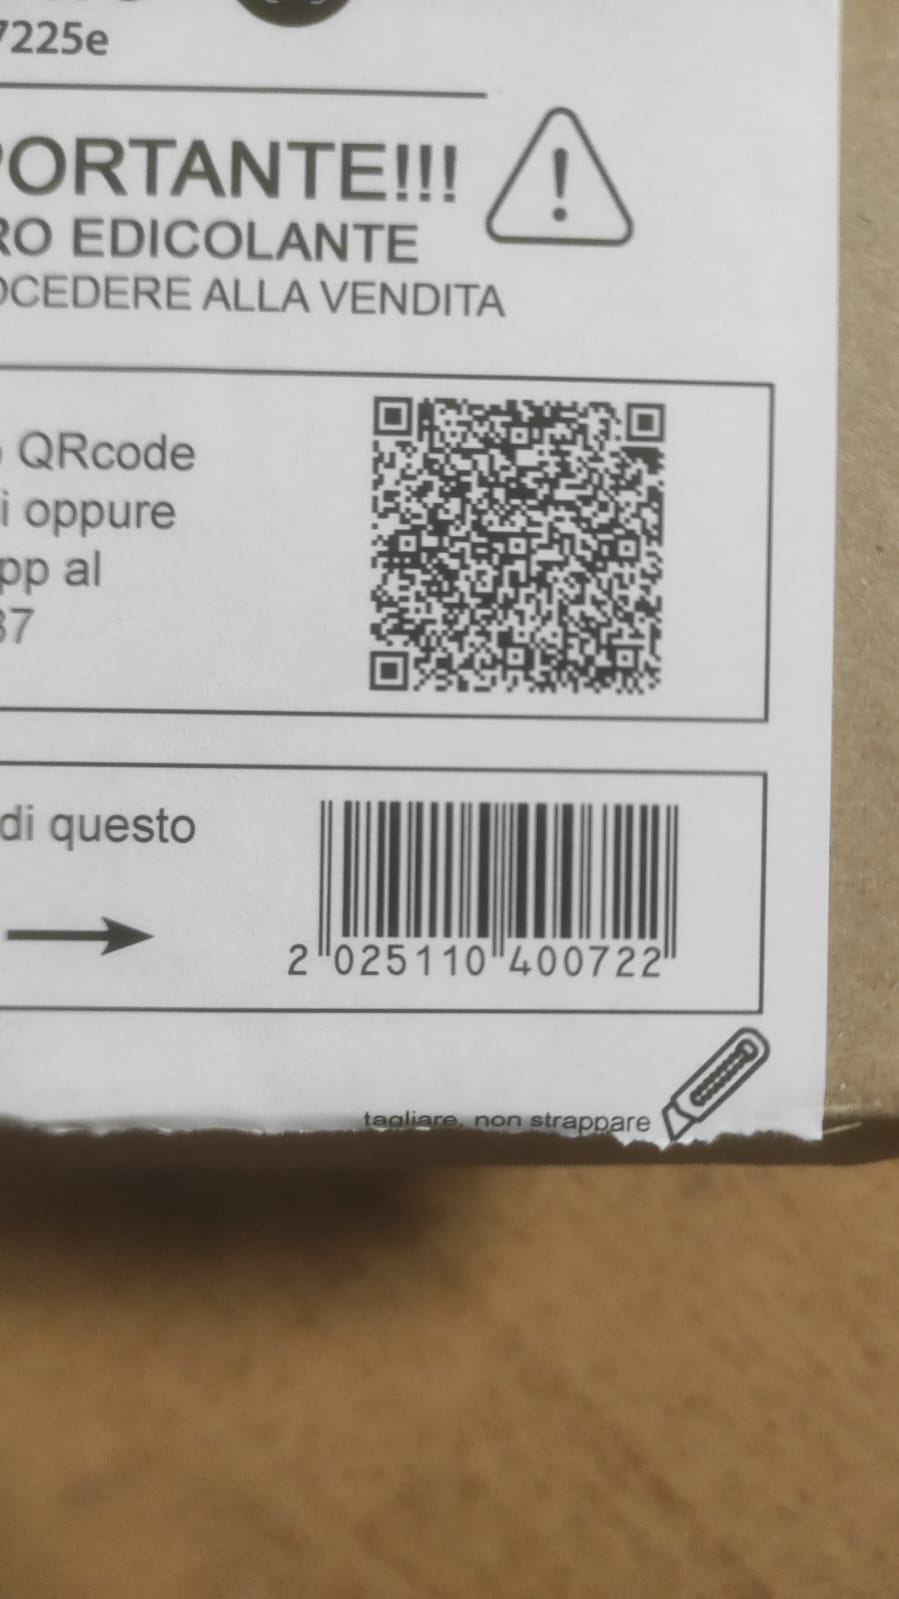 7225e
PORTANTE!!!
RO EDICOLANTE
OCEDERE ALLA VENDITA
QRcode
i oppure
pp al
37
di questo
2 025110 400722
tagliare, non strappare